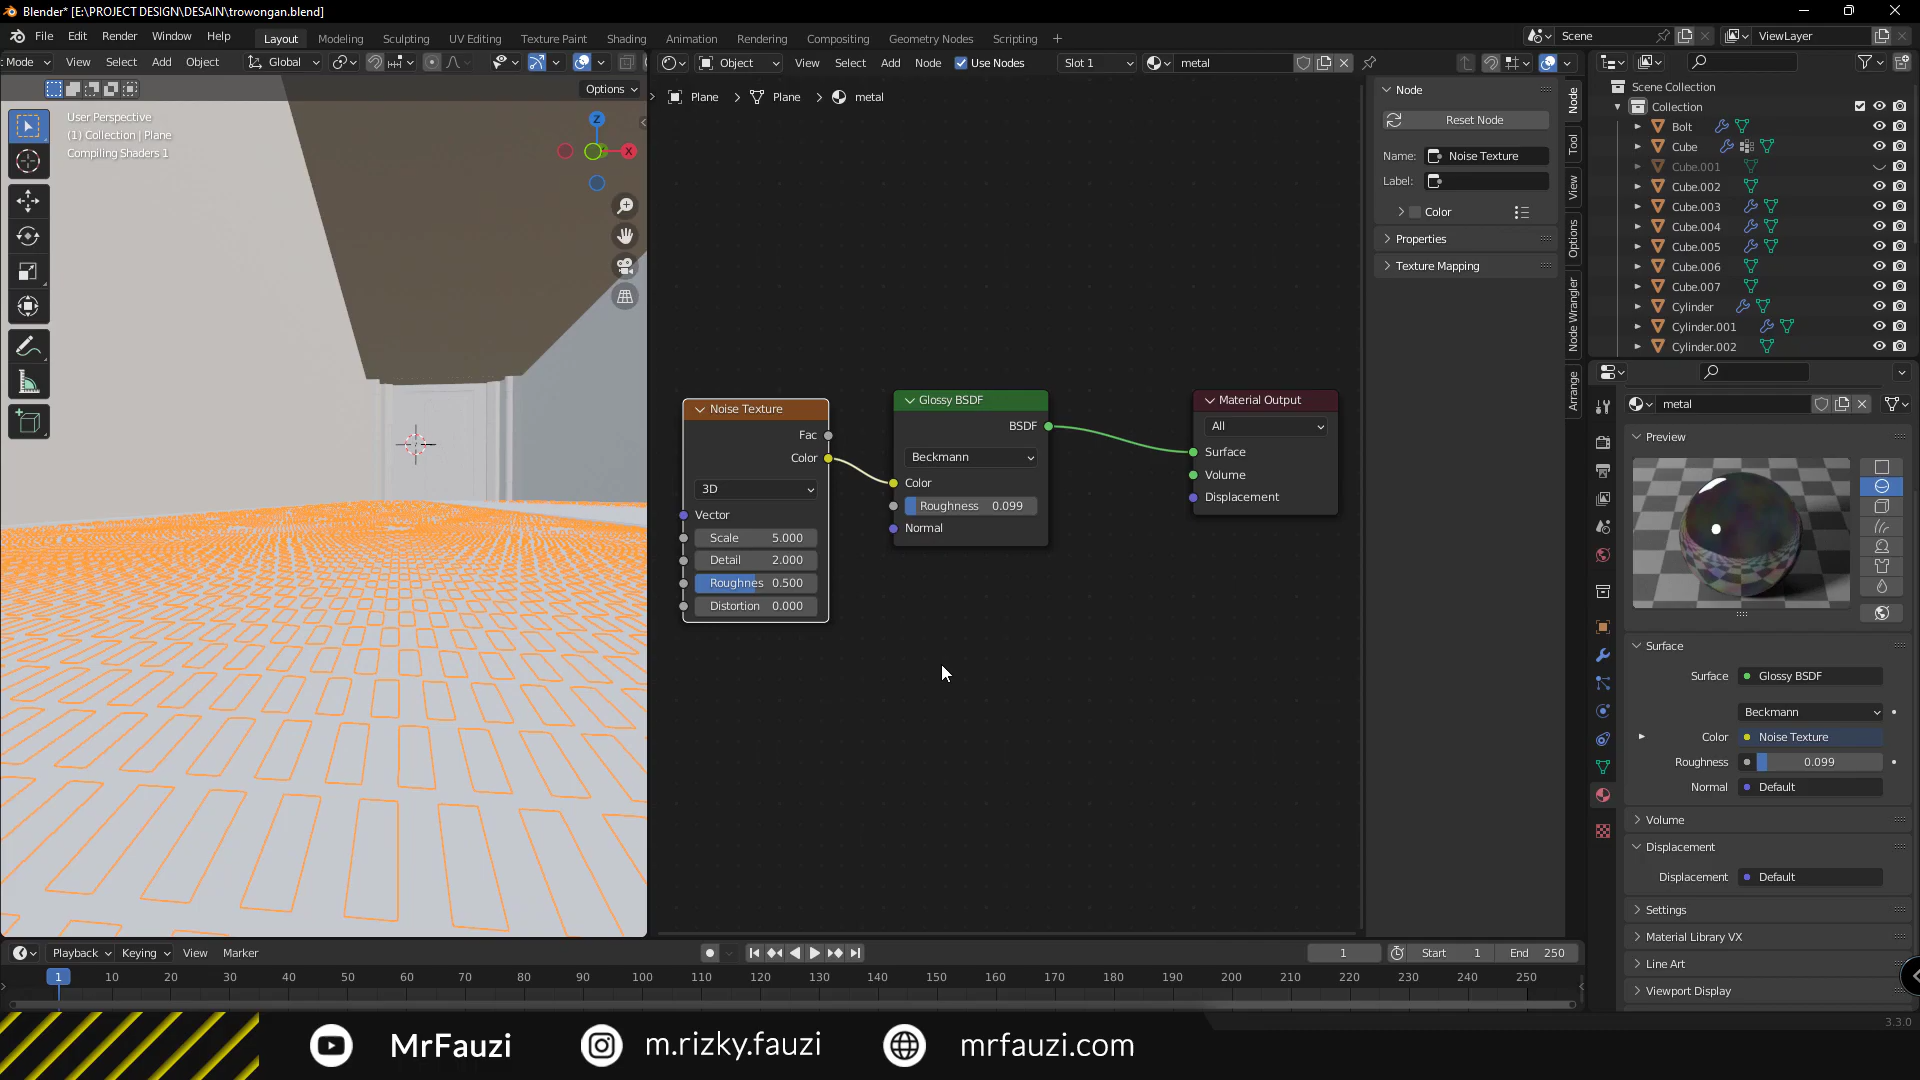 Blender* [E:\PROJECT DESIGN\DESAIN\trowongan.blend]
File Edit Render Window Help Layout Modeling Sculpting UV Editing Texture Paint Shading Animation Rendering Compositing Geometry Nodes Scripting + Scene ViewLayer
Mode View Select Add Object Global Object View Select Add Node Use Nodes Slot 1 metal
Options
User Perspective
(1) Collection | Plane
Compiling Shaders 1
Z
X
Plane > Plane > metal
Noise Texture
Fac
Color
3D
Vector
Scale 5.000
Detail 2.000
Roughnes 0.500
Distortion 0.000
Glossy BSDF
BSDF
Beckmann
Color
Roughness 0.099
Normal
Material Output
All
Surface
Volume
Displacement
Node
Reset Node
Name: Noise Texture
Label:
Color
Properties
Texture Mapping
Node
Tool
View
Options
Node Wrangler
Arrange
Scene Collection
Collection
Bolt
Cube
Cube.001
Cube.002
Cube.003
Cube.004
Cube.005
Cube.006
Cube.007
Cylinder
Cylinder.001
Cylinder.002
metal
Preview
Surface
Surface Glossy BSDF
Beckmann
Color Noise Texture
Roughness 0.099
Normal Default
Volume
Displacement
Displacement Default
Settings
Material Library VX
Line Art
Viewport Display
Playback Keying View Marker 1 Start 1 End 250
1 10 20 30 40 50 60 70 80 90 100 110 120 130 140 150 160 170 180 190 200 210 220 230 240 250
3.3.0
MrFauzi m.rizky.fauzi mrfauzi.com